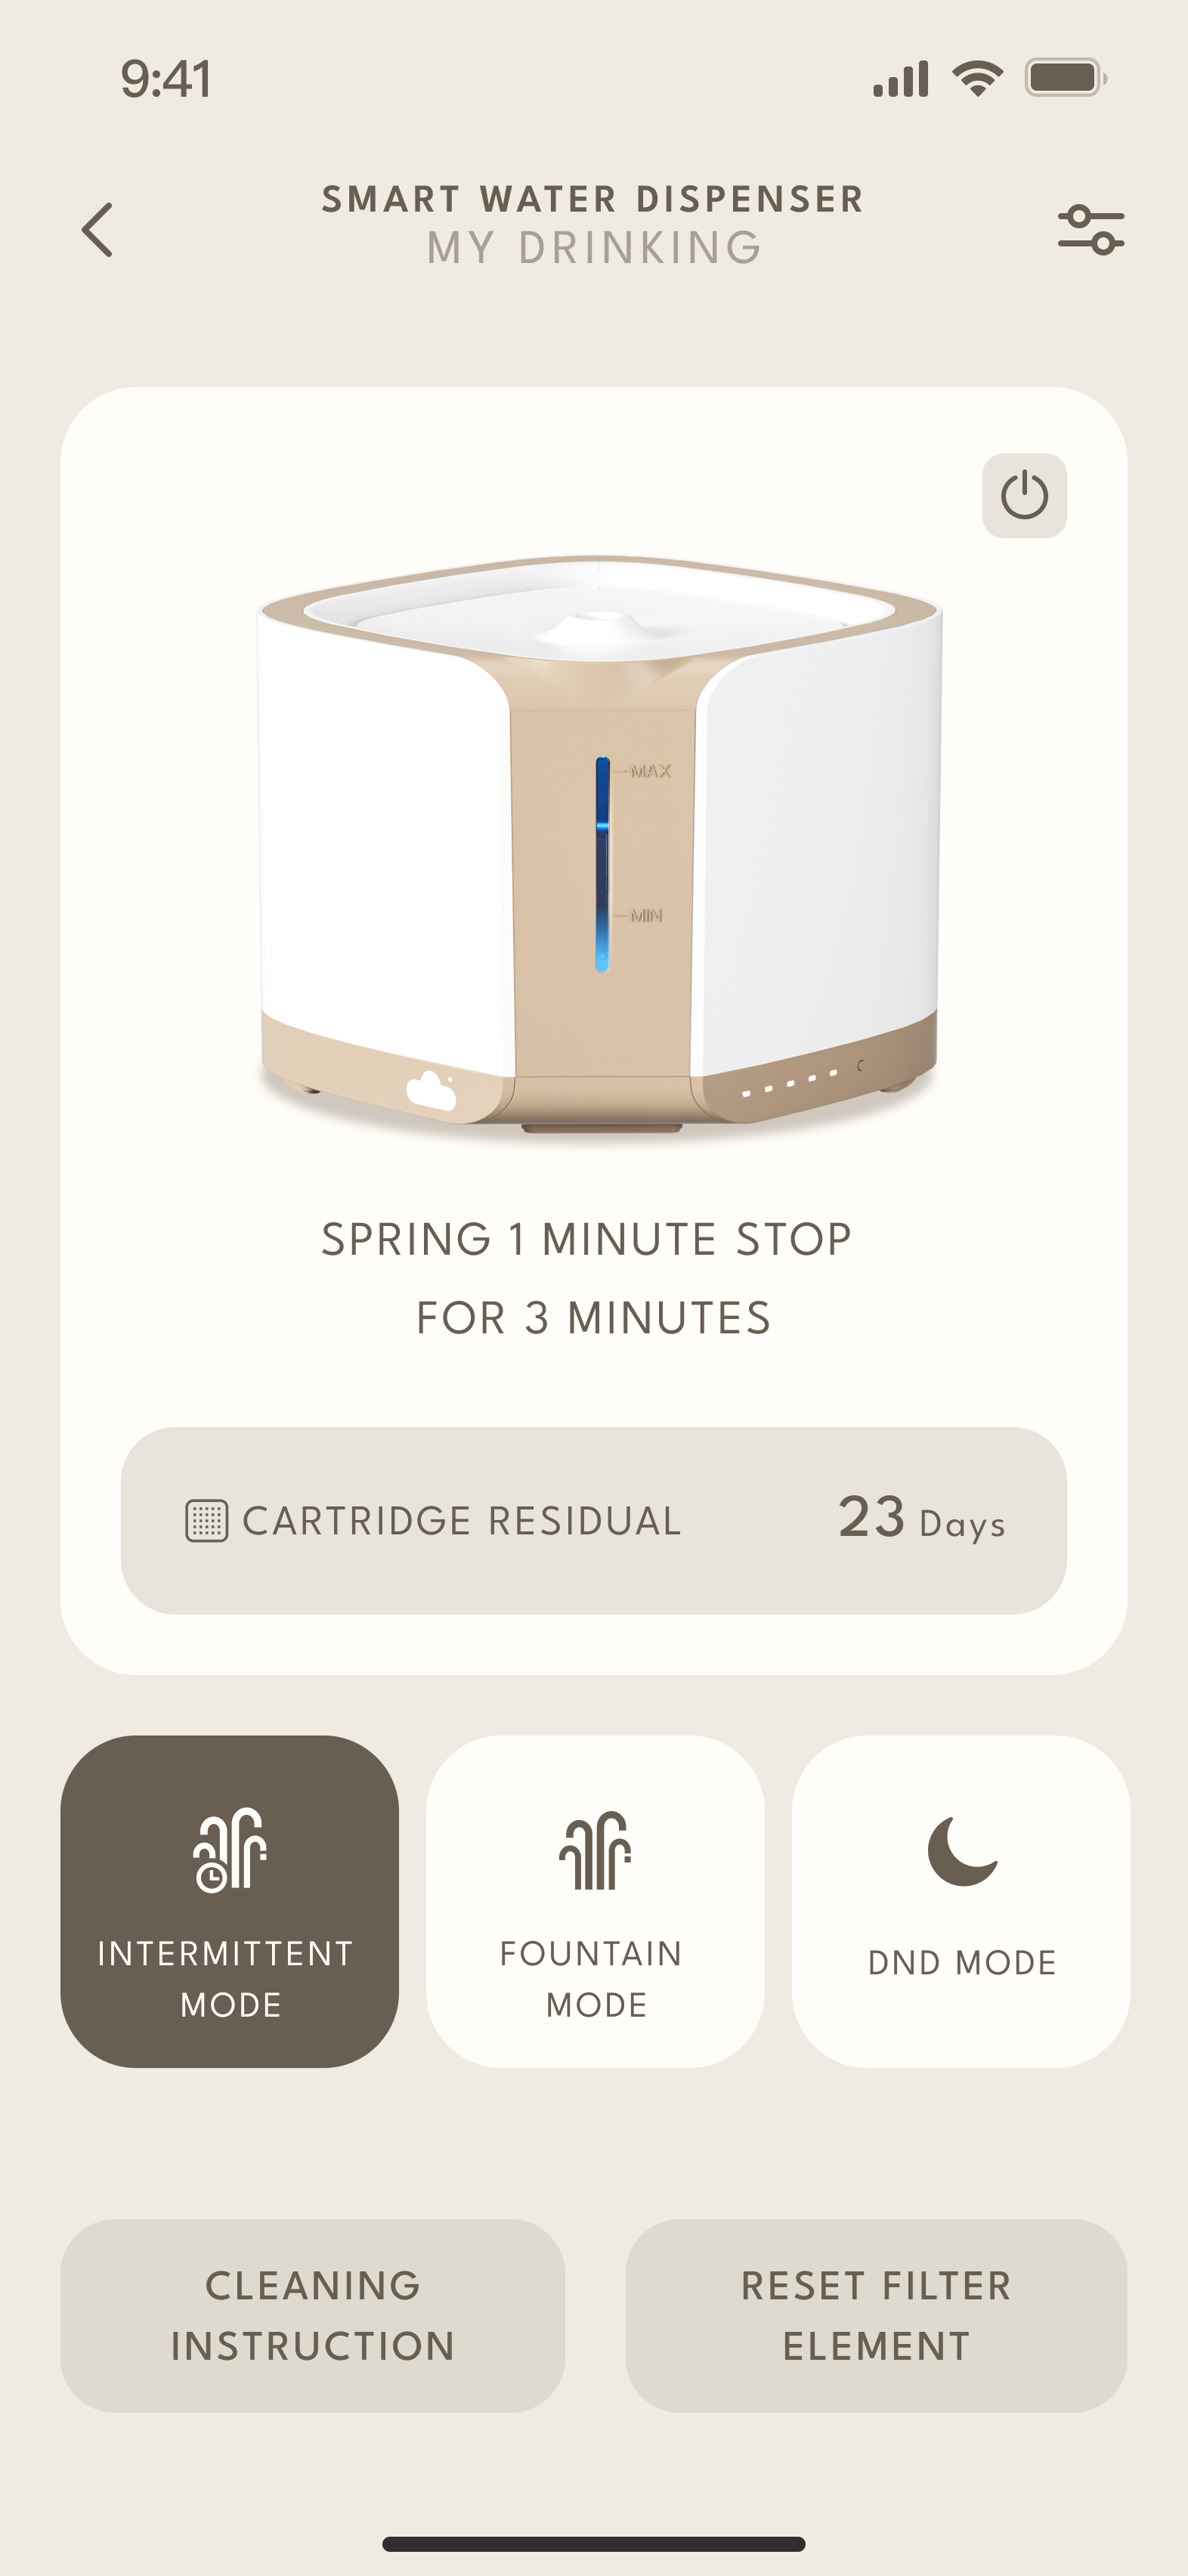 9:41
SMART WATER DISPENSER
MY DRINKING
MAX
MIN
SPRING 1 MINUTE STOP
FOR 3 MINUTES
CARTRIDGE RESIDUAL 23 Days
INTERMITTENT
MODE
FOUNTAIN
MODE
DND MODE
CLEANING
INSTRUCTION
RESET FILTER
ELEMENT